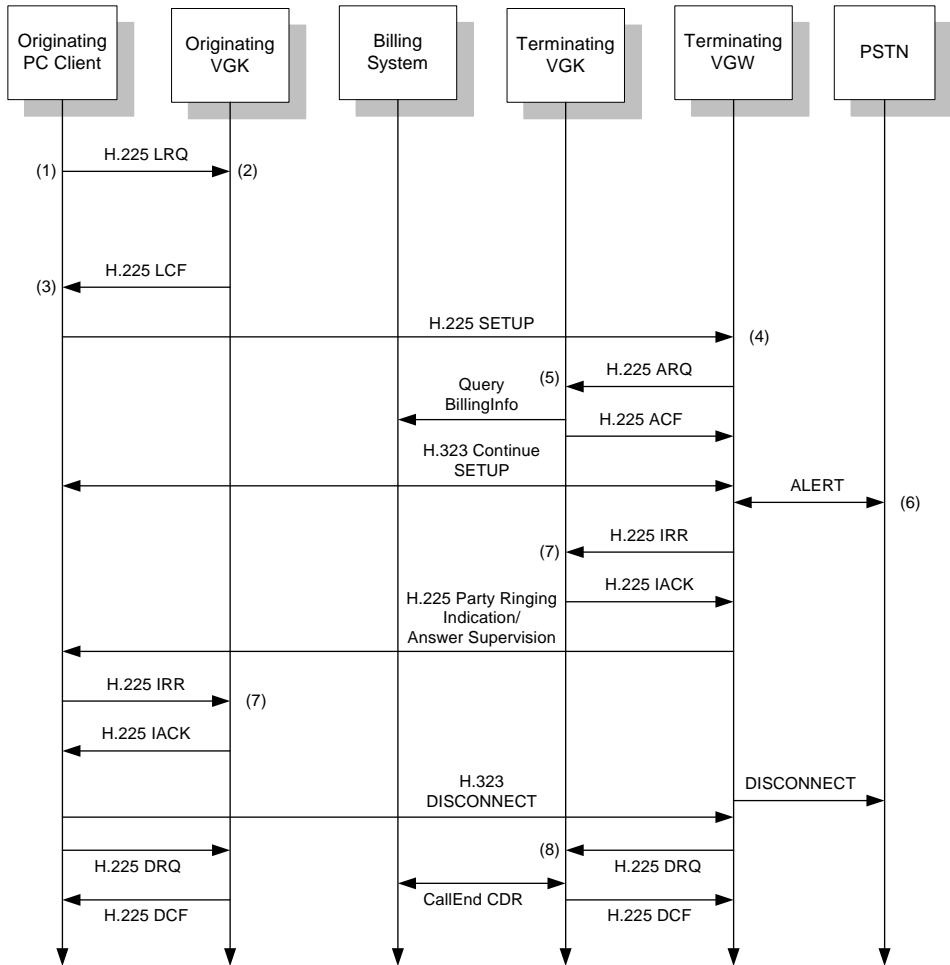 Originating
PC Client
Originating
VGK
Billing
System
Terminating
VGK
Terminating
VGW
PSTN
H.225 LRQ
(1)
(2)
H.225 LCF
(3)
H.225 SETUP
(4)
H.225 ARQ
(5)
Query
BillingInfo
H.225 ACF
H.323 Continue
SETUP
ALERT
(6)
H.225 IRR
(7)
H.225 IACK
H.225 Party Ringing
Indication/
Answer Supervision
H.225 IRR
(7)
H.225 IACK
H.323
DISCONNECT
DISCONNECT
(8)
H.225 DRQ
H.225 DRQ
CallEnd CDR
H.225 DCF
H.225 DCF